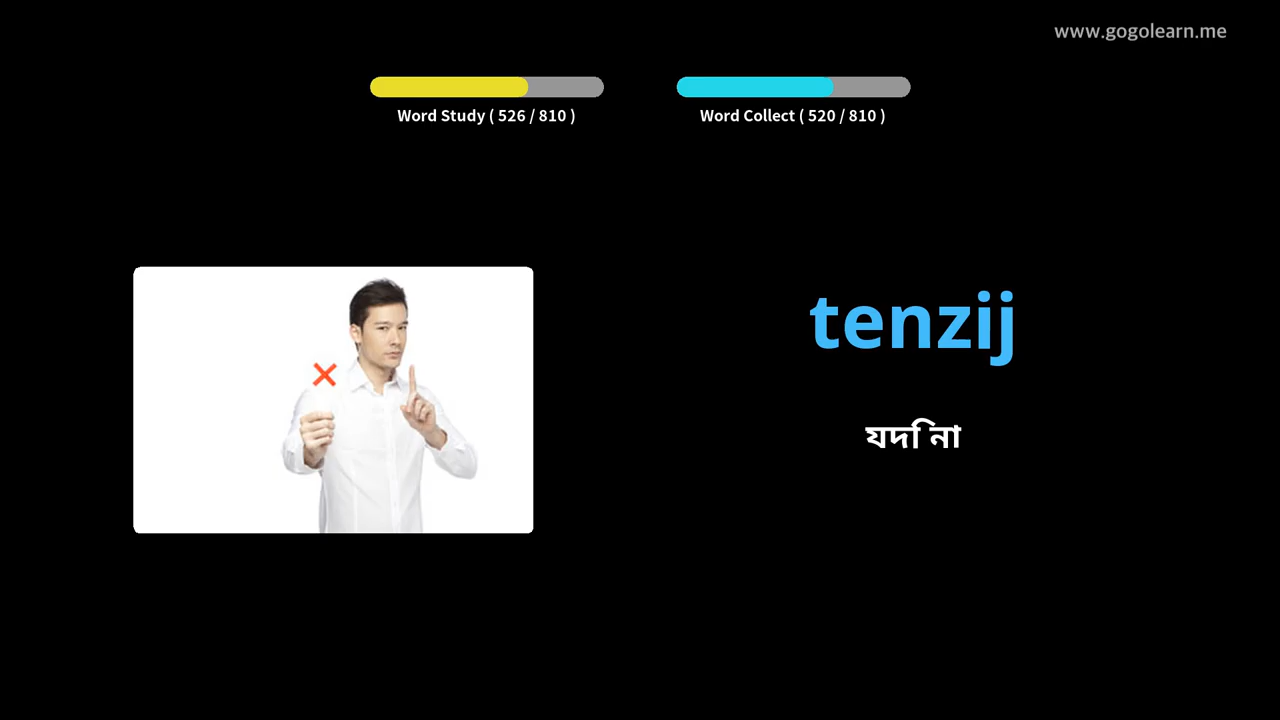 www.gogolearn.me
Word Study ( 526 / 810 )
Word Collect ( 520 / 810 )
tenzij
যদি না